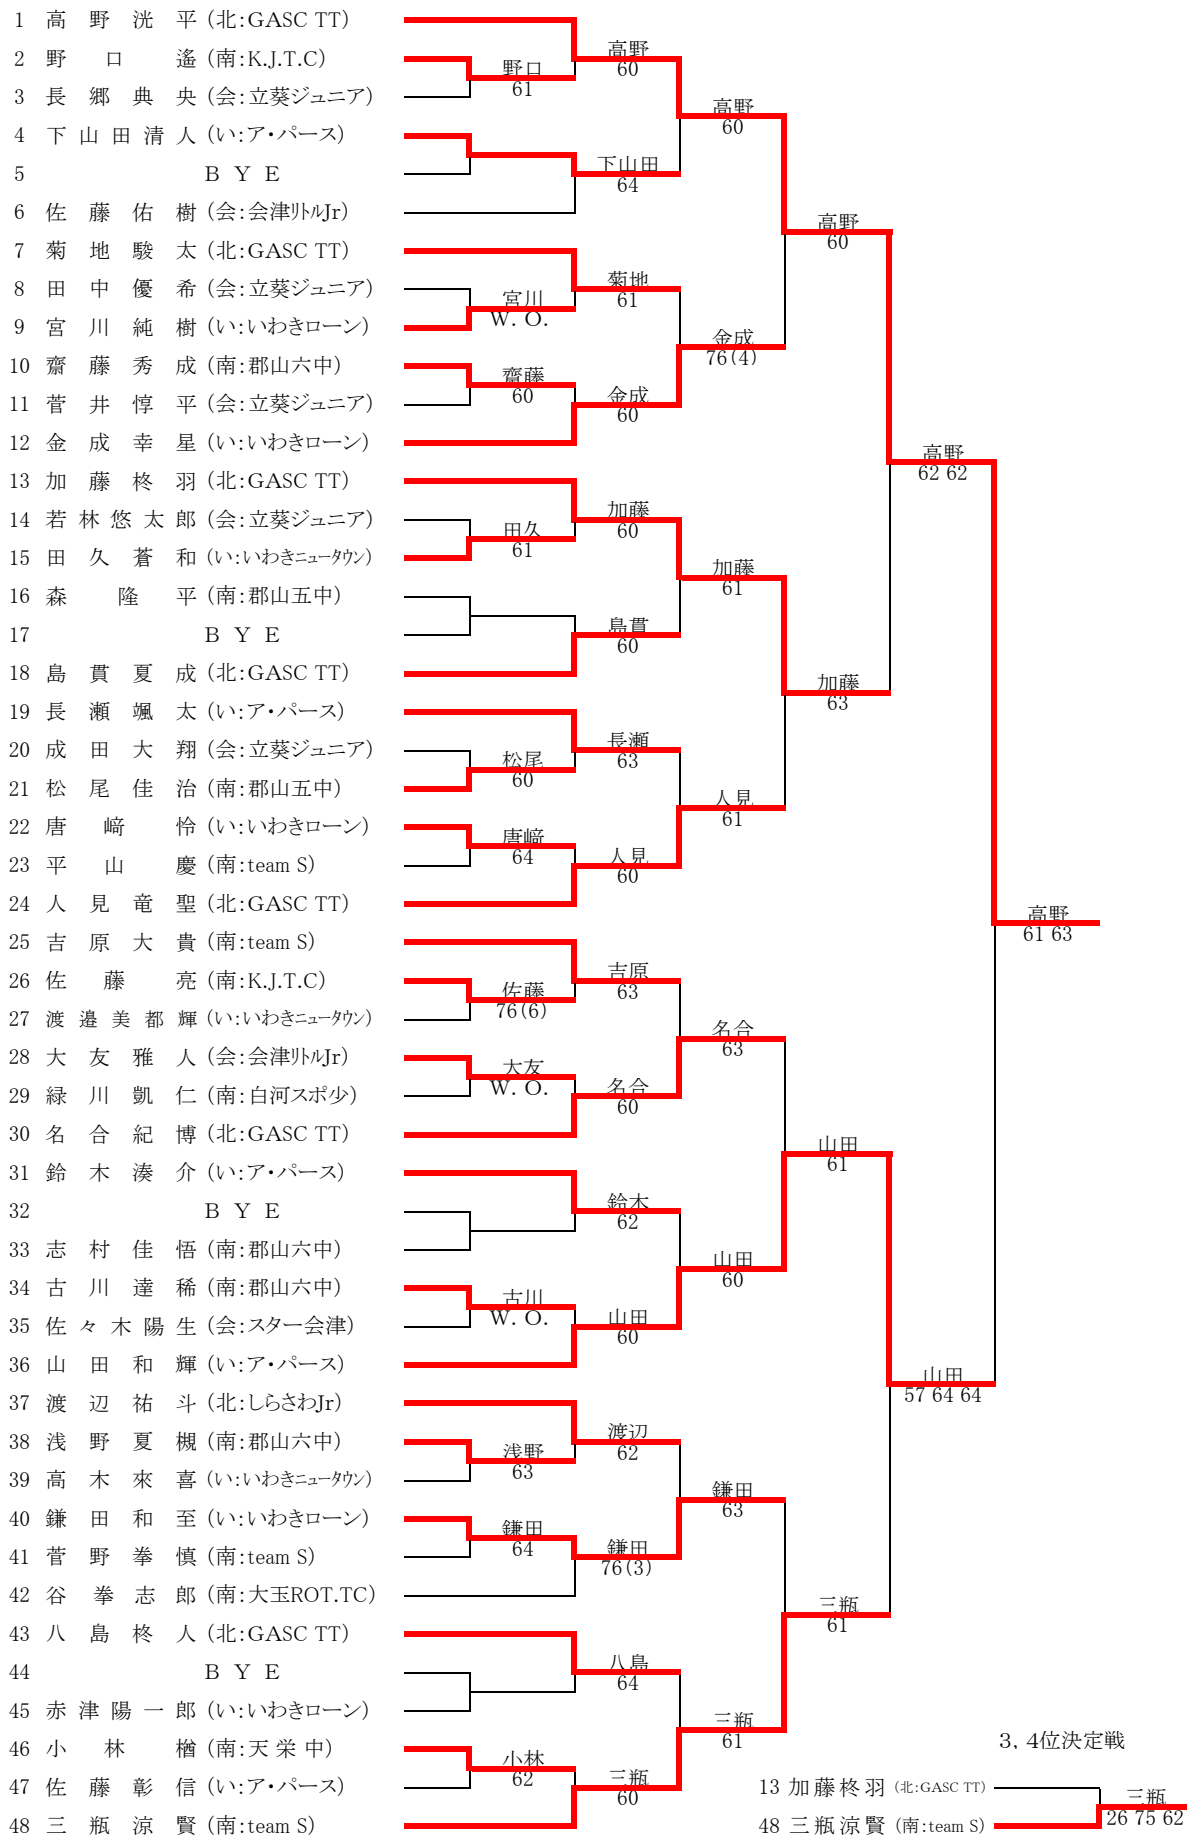 1 高野洸平 (北:GASC TT)
2 野口遙 (南:K.J.T.C)
3 長郷典央 (会:立葵ジュニア)
4 下山田清人 (い:ア・パース)
5 BYE
6 佐藤佑樹 (会:会津リトルJr)
7 菊地駿太 (北:GASC TT)
8 田中優希 (会:立葵ジュニア)
9 宮川純樹 (い:いわきローン)
10 齋藤秀成 (南:郡山六中)
11 菅井惇平 (会:立葵ジュニア)
12 金成幸星 (い:いわきローン)
13 加藤柊羽 (北:GASC TT)
14 若林悠太郎 (会:立葵ジュニア)
15 田久蒼和 (い:いわきニュータウン)
16 森隆平 (南:郡山五中)
17 BYE
18 島貫夏成 (北:GASC TT)
19 長瀬颯太 (い:ア・パース)
20 成田大翔 (会:立葵ジュニア)
21 松尾佳治 (南:郡山五中)
22 唐﨑怜 (い:いわきローン)
23 平山慶 (南:team S)
24 人見竜聖 (北:GASC TT)
25 吉原大貴 (南:team S)
26 佐藤亮 (南:K.J.T.C)
27 渡邉美都輝 (い:いわきニュータウン)
28 大友雅人 (会:会津リトルJr)
29 緑川凱仁 (南:白河スポ少)
30 名合紀博 (北:GASC TT)
31 鈴木湊介 (い:ア・パース)
32 BYE
33 志村佳悟 (南:郡山六中)
34 古川達稀 (南:郡山六中)
35 佐々木陽生 (会:スター会津)
36 山田和輝 (い:ア・パース)
37 渡辺祐斗 (北:しらさわJr)
38 浅野夏槻 (南:郡山六中)
39 高木來喜 (い:いわきニュータウン)
40 鎌田和至 (い:いわきローン)
41 菅野奉慎 (南:team S)
42 谷拳志郎 (南:大玉ROT.TC)
43 八島柊人 (北:GASC TT)
44 BYE
45 赤津陽一郎 (い:いわきローン)
46 小林楢 (南:天栄中)
47 佐藤彰信 (い:ア・パース)
48 三瓶涼賢 (南:team S)
野口
61
宮川
W.O.
齋藤
60
田久
61
松尾
60
唐﨑
64
佐藤
76(6)
大友
W.O.
古川
W.O.
浅野
63
鎌田
64
小林
62
高野
60
下山田
64
菊地
61
金成
60
加藤
60
島貫
60
長瀬
63
人見
60
吉原
63
名合
60
鈴木
62
山田
60
渡辺
62
鎌田
76(3)
八島
64
三瓶
60
高野
60
金成
76(4)
加藤
61
人見
61
名合
63
山田
60
鎌田
63
三瓶
61
高野
60
加藤
63
山田
61
三瓶
61
高野
62 62
山田
57 64 64
高野
61 63
3,4位決定戦
13 加藤柊羽 (北:GASC TT)
48 三瓶涼賢 (南:team S)
三瓶
26 75 62